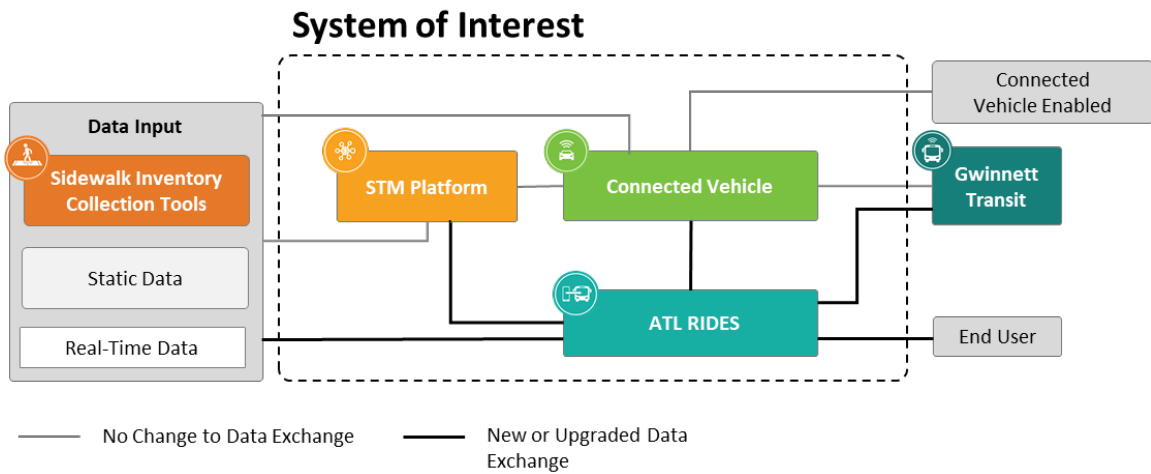 System of Interest
Data Input
Sidewalk Inventory
Collection Tools
Static Data
Real-Time Data
STM Platform
Connected Vehicle
ATL RIDES
Connected
Vehicle Enabled
Gwinnett
Transit
End User
No Change to Data Exchange
New or Upgraded Data
Exchange